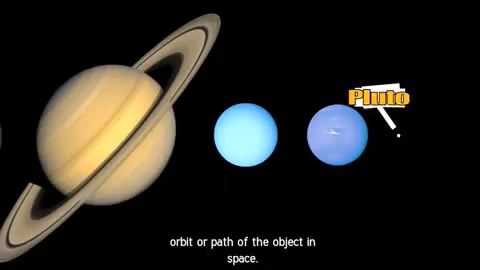 Pluto
orbit or path of the object in
space.